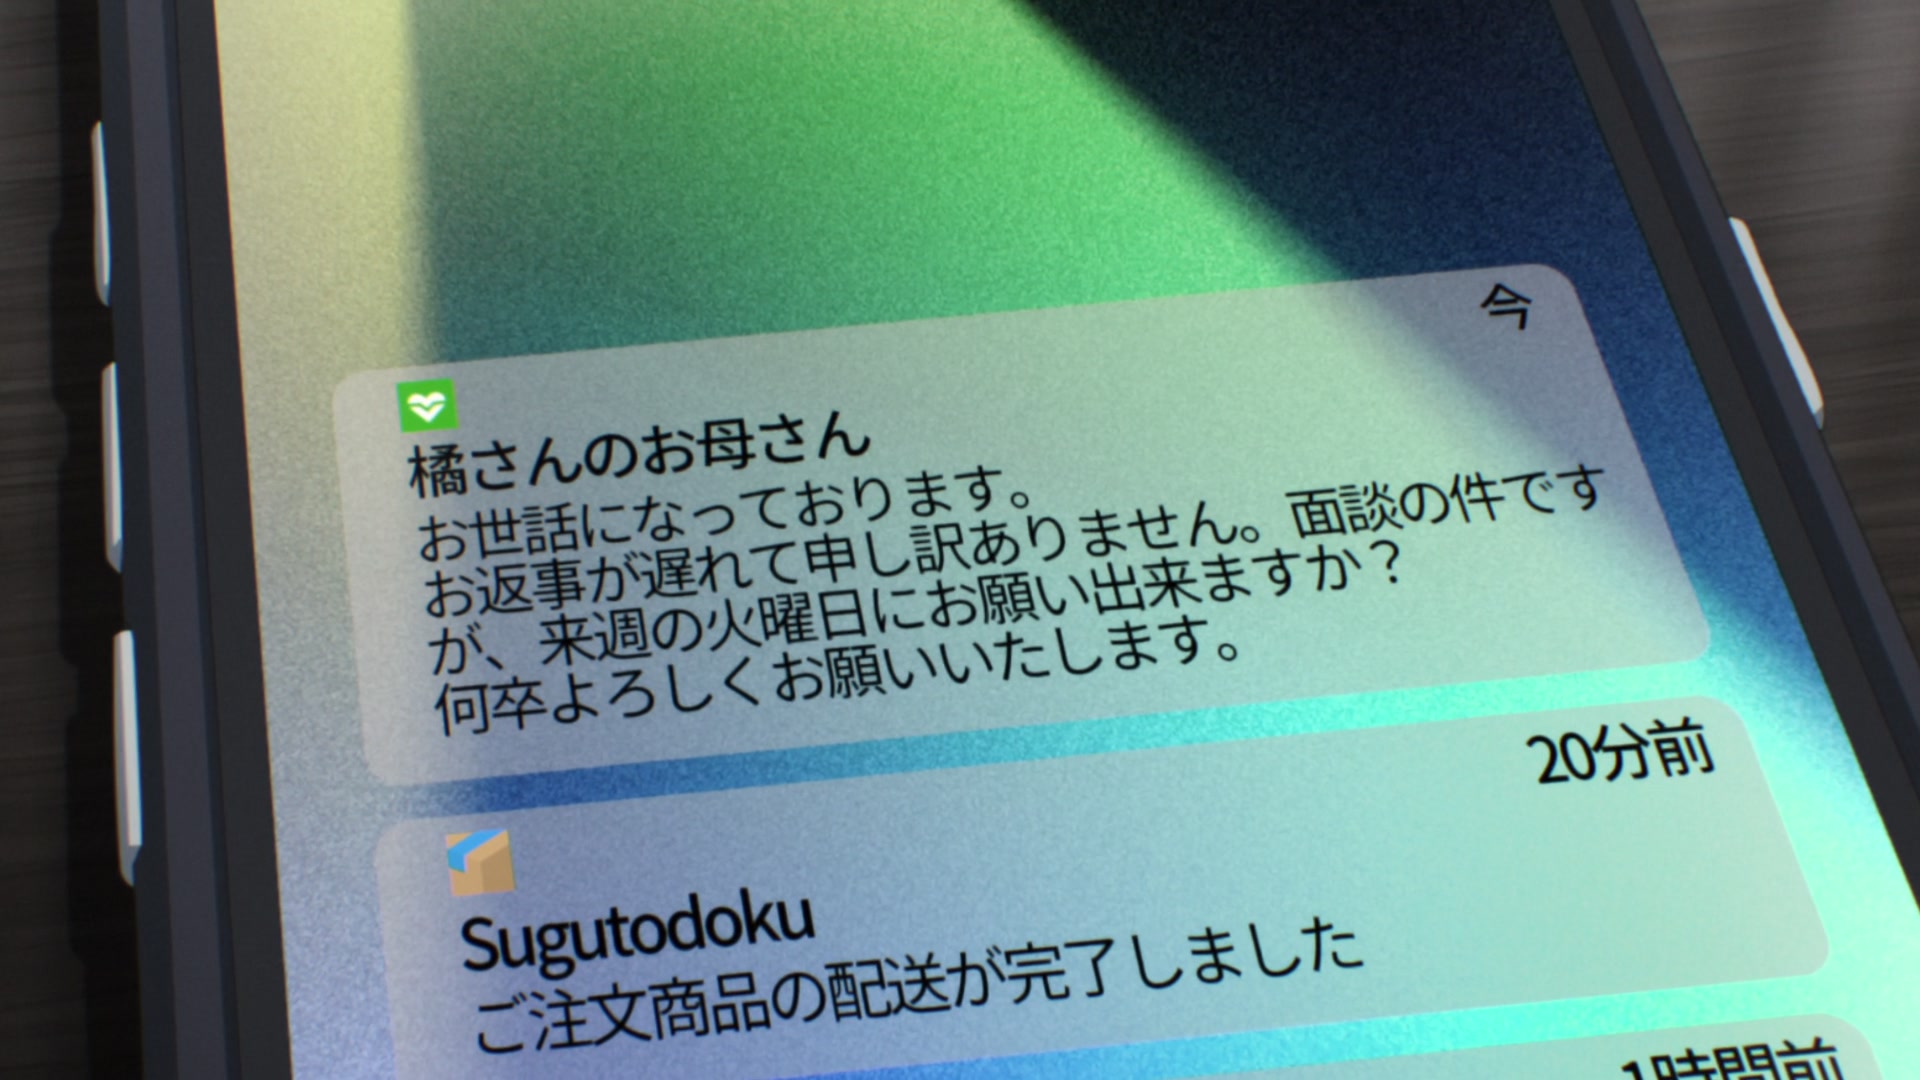 今
橘さんのお母さん
お世話になっております。
お返事が遅れて申し訳ありません。面談の件です
が、来週の火曜日にお願い出来ますか？
何卒よろしくお願いいたします。
20分前
Sugutodoku
ご注文商品の配送が完了しました
1時間前